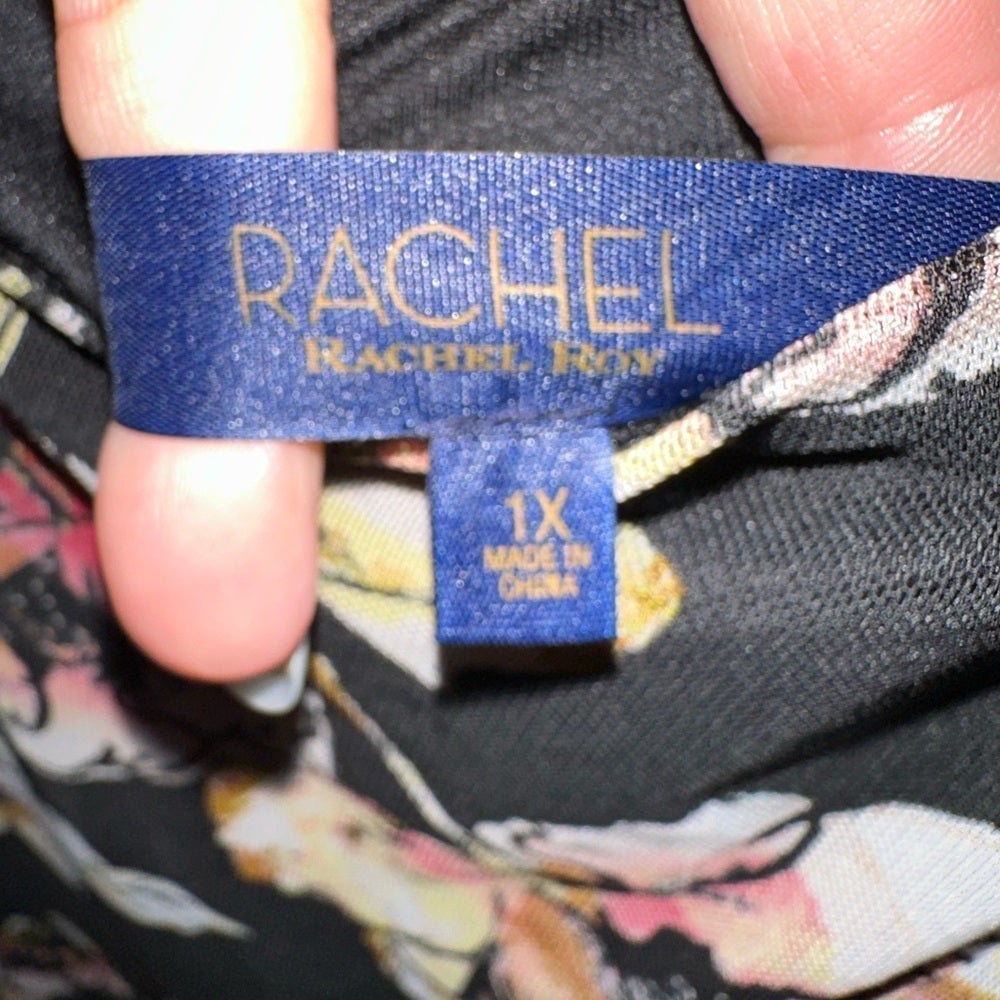 RACHEL
RACHEL ROY
1X
MADE IN
CHINA